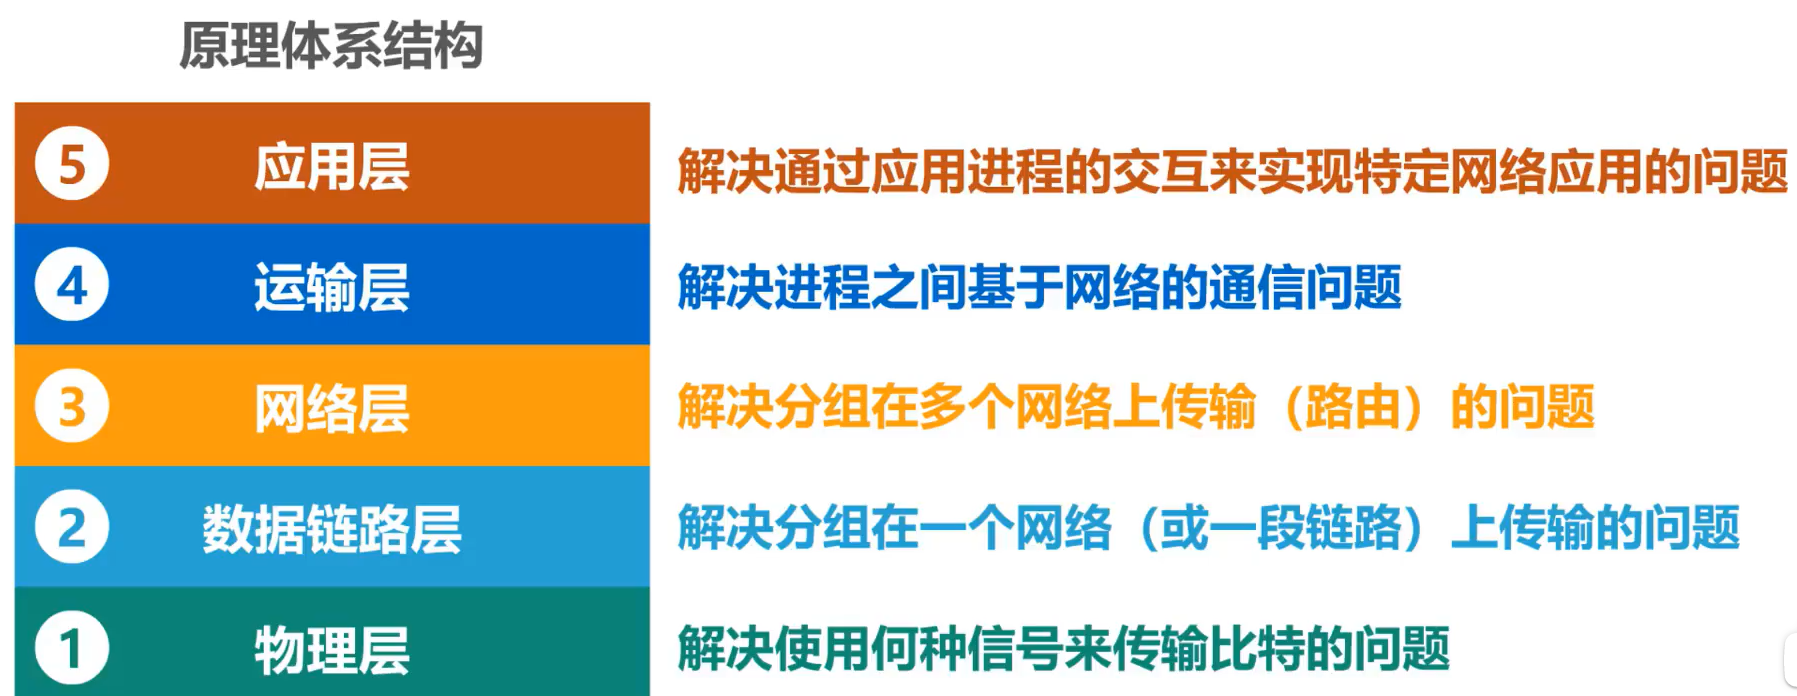 原理体系结构
5 应用层 解决通过应用进程的交互来实现特定网络应用的问题
4 运输层 解决进程之间基于网络的通信问题
3 网络层 解决分组在多个网络上传输（路由）的问题
2 数据链路层 解决分组在一个网络（或一段链路）上传输的问题
1 物理层 解决使用何种信号来传输比特的问题